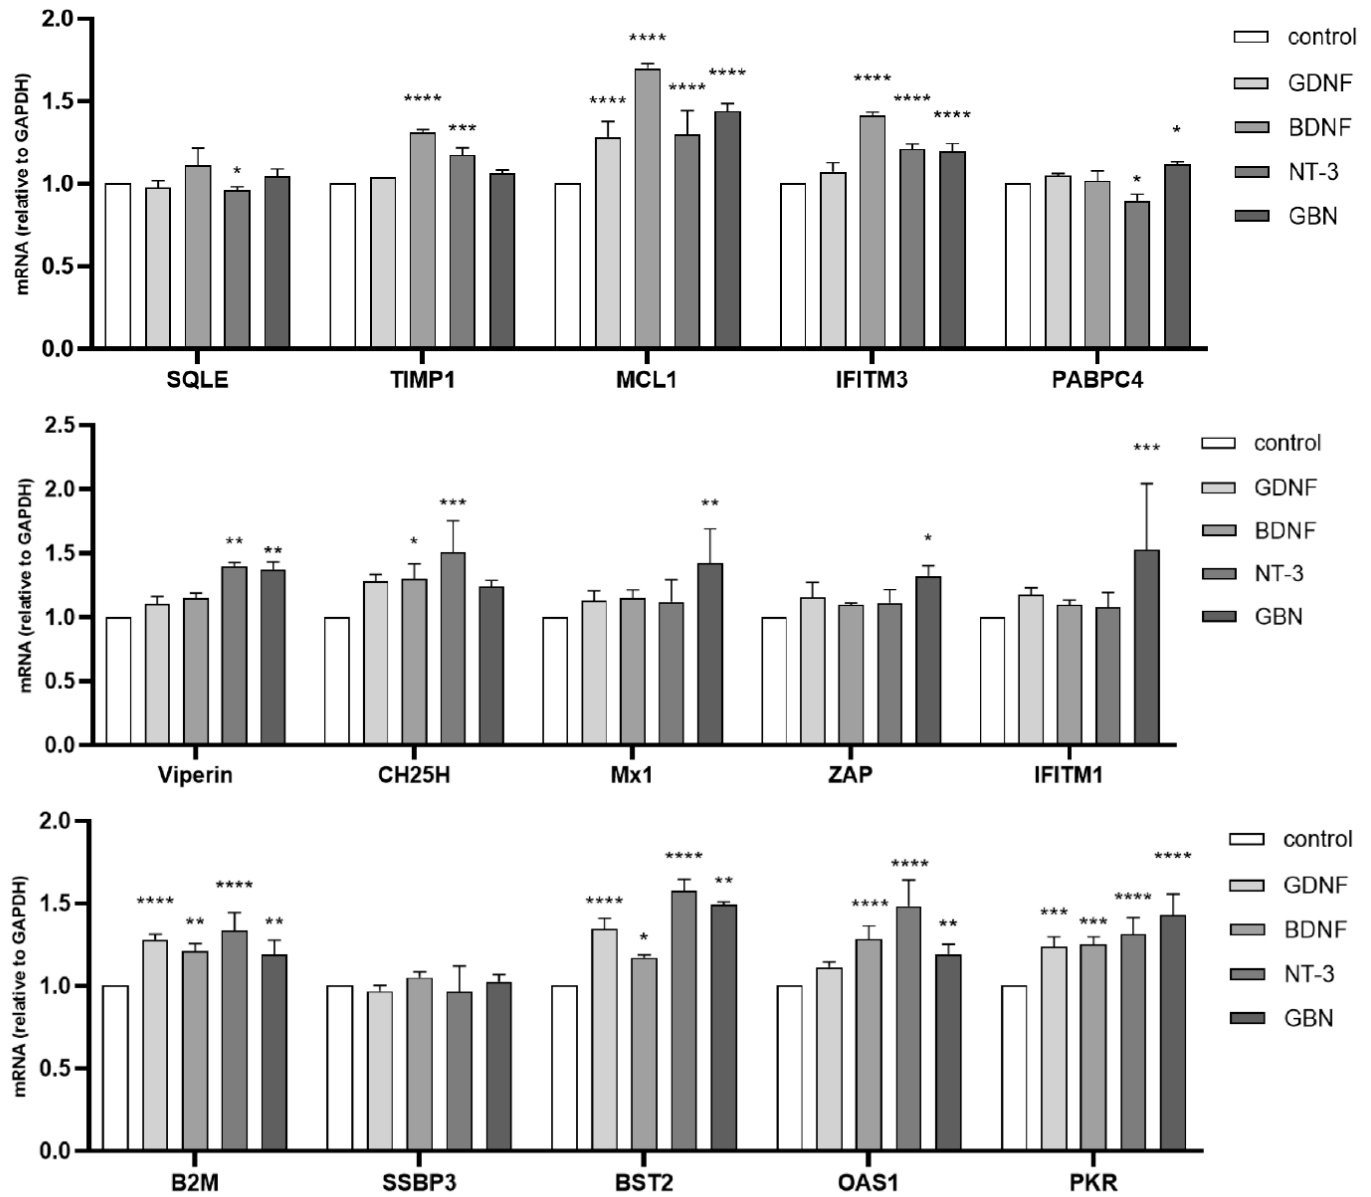 mRNA (relative to GAPDH)
2.0
1.5
1.0
0.5
0.0
**** *** **** **** **** **** **** **** **** * * *
SQLE TIMP1 MCL1 IFITM3 PABPC4
control
GDNF
BDNF
NT-3
GBN
mRNA (relative to GAPDH)
2.5
2.0
1.5
1.0
0.5
0.0
** ** * *** ** * ***
Viperin CH25H Mx1 ZAP IFITM1
control
GDNF
BDNF
NT-3
GBN
mRNA (relative to GAPDH)
2.0
1.5
1.0
0.5
0.0
**** ** **** ** **** * **** ** **** **** ** *** *** **** ****
B2M SSBP3 BST2 OAS1 PKR
control
GDNF
BDNF
NT-3
GBN